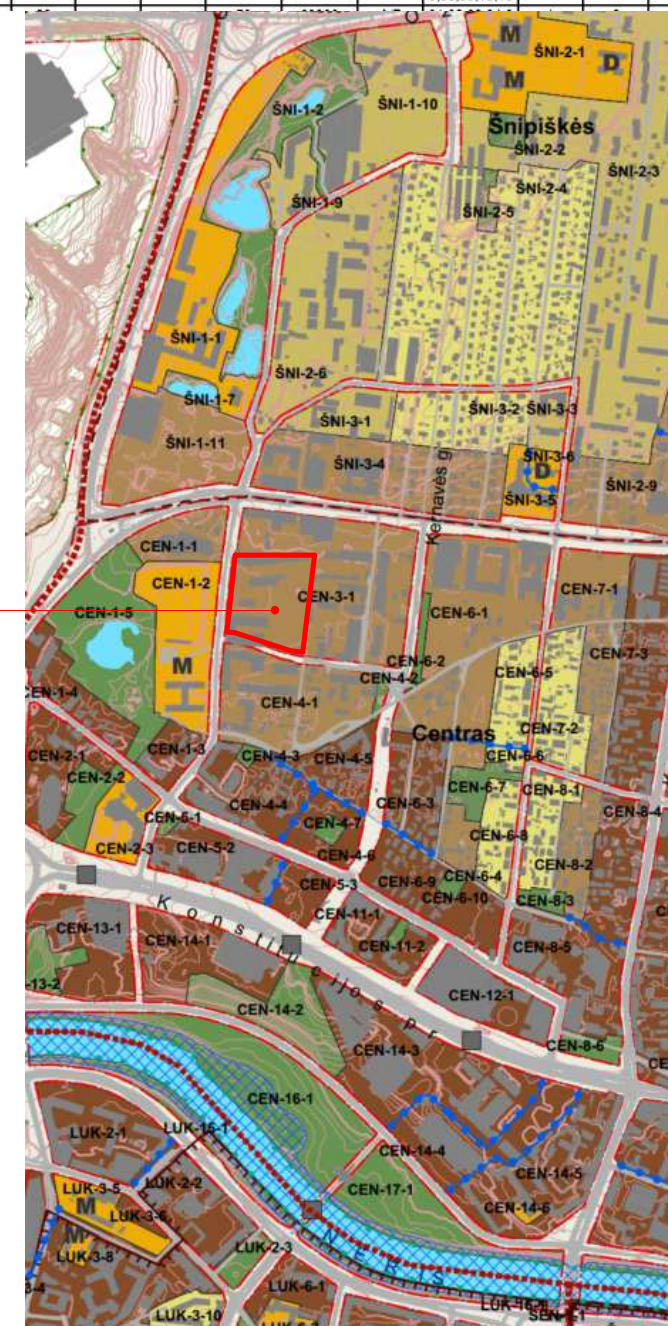 M
ŠNI-2-1
D
M
ŠNI-1-2
ŠNI-1-10
Šnipiškės
ŠNI-2-2
ŠNI-2-3
ŠNI-2-4
ŠNI-1-9
ŠNI-2-5
ŠNI-1-1
ŠNI-2-6
ŠNI-1-7
ŠNI-3-1
ŠNI-3-2
ŠNI-3-3
ŠNI-1-11
ŠNI-3-4
ŠNI-3-6
D
ŠNI-3-5
ŠNI-2-9
Kernavės g.
CEN-1-1
CEN-1-2
CEN-3-1
CEN-7-1
CEN-1-5
CEN-6-1
M
CEN-6-2
CEN-6-5
CEN-7-3
CEN-4-2
CEN-1-4
CEN-4-1
CEN-7-2
Centras
CEN-2-1
CEN-1-3
CEN-4-3
CEN-4-5
CEN-6-6
CEN-2-2
CEN-6-7
CEN-8-1
CEN-4-4
CEN-6-3
CEN-8-4
CEN-5-1
CEN-4-7
CEN-6-8
CEN-2-3
CEN-5-2
CEN-4-6
CEN-8-2
CEN-5-3
CEN-6-9
CEN-6-4
CEN-6-10
CEN-8-3
CEN-11-1
CEN-13-1
CEN-14-1
CEN-11-2
CEN-8-5
Konstitucijos pr.
13-2
CEN-12-1
CEN-14-2
CEN-14-3
CEN-8-6
CEN-16-1
LUK-2-1
LUK-15-1
CEN-14-4
LUK-3-5
LUK-2-2
CEN-17-1
CEN-14-5
M
LUK-3-6
CEN-14-6
M
LUK-3-8
LUK-2-3
NERIS
LUK-6-1
LUK-3-10